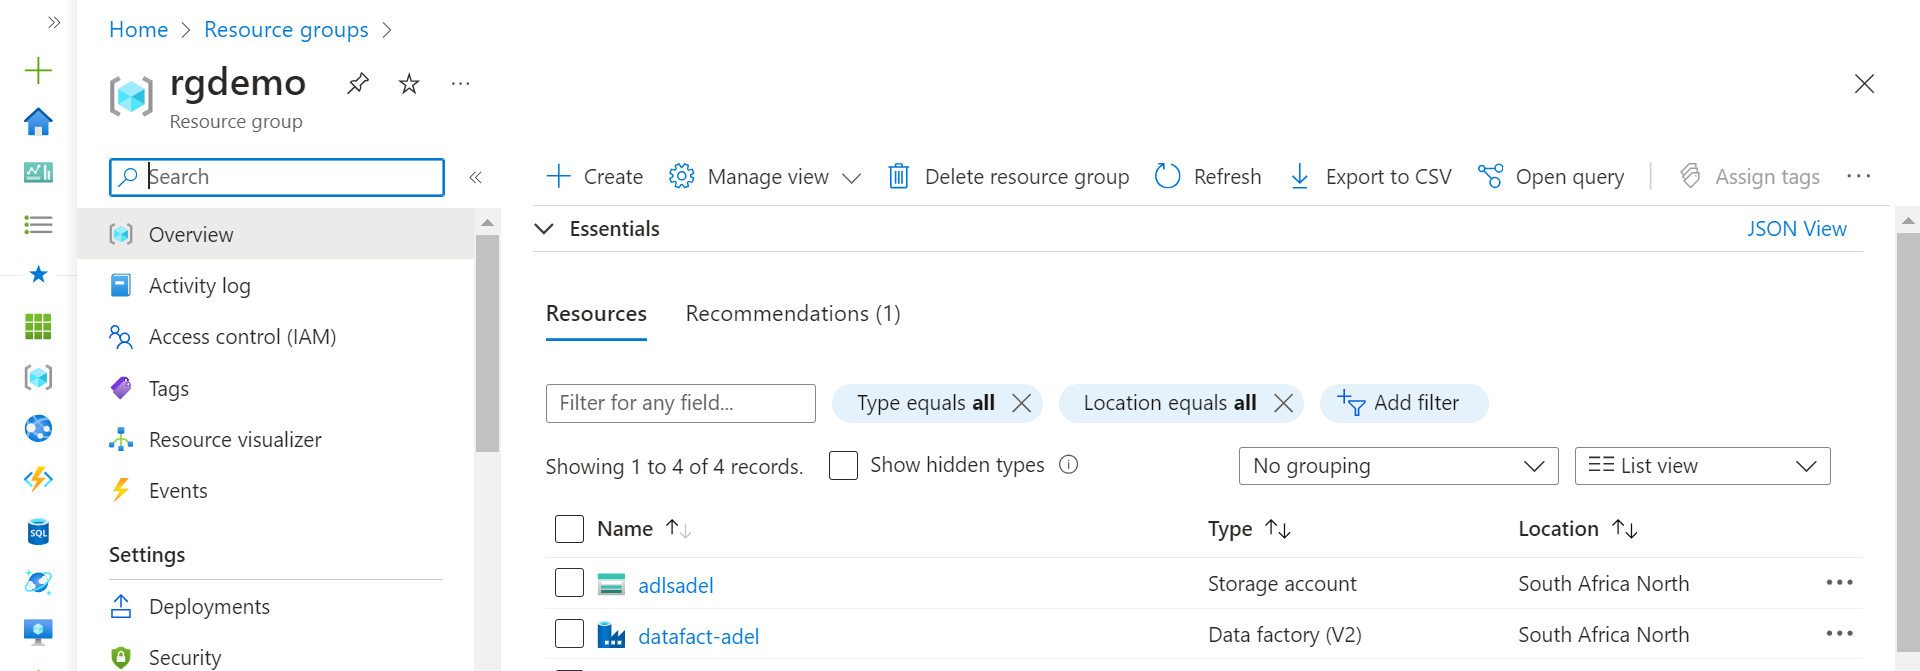 Home > Resource groups >
rgdemo
Resource group
Search
Overview
Activity log
Access control (IAM)
Tags
Resource visualizer
Events
Settings
Deployments
Security
Create Manage view Delete resource group Refresh Export to CSV Open query Assign tags
Essentials JSON View
Resources Recommendations (1)
Filter for any field... Type equals all Location equals all Add filter
Showing 1 to 4 of 4 records. Show hidden types No grouping List view
Name Type Location
adlsadel Storage account South Africa North
datafact-adel Data factory (V2) South Africa North
SQL